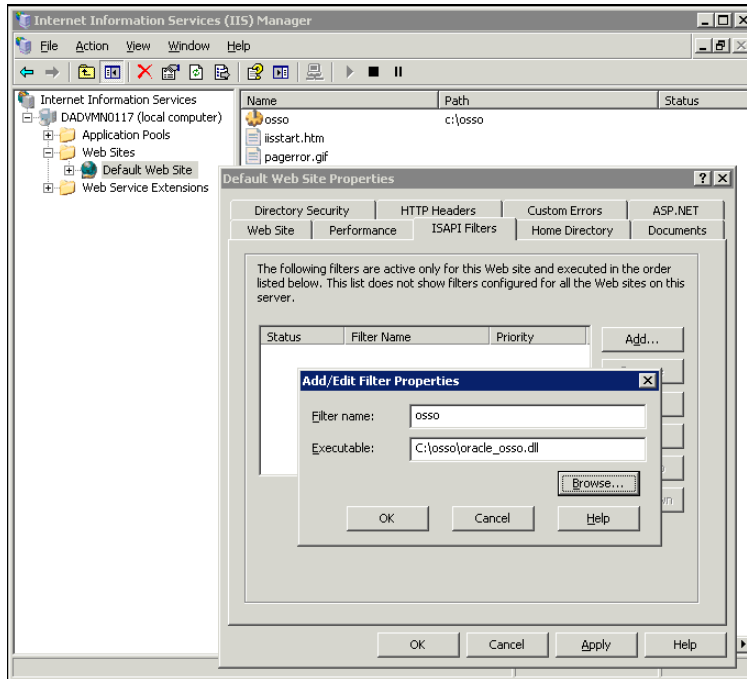 Internet Information Services (IIS) Manager
File Action View Window Help
Internet Information Services
DADVMN0117 (local computer)
Application Pools
Web Sites
Default Web Site
Web Service Extensions
Name Path Status
osso c:\osso
iisstart.htm
pagerror.gif
Default Web Site Properties
Directory Security HTTP Headers Custom Errors ASP.NET
Web Site Performance ISAPI Filters Home Directory Documents
The following filters are active only for this Web site and executed in the order
listed below. This list does not show filters configured for all the Web sites on this
server.
Status Filter Name Priority
Add...
Add/Edit Filter Properties
Filter name: osso
Executable: C:\osso\oracle_osso.dll
Browse...
OK Cancel Help
OK Cancel Apply Help